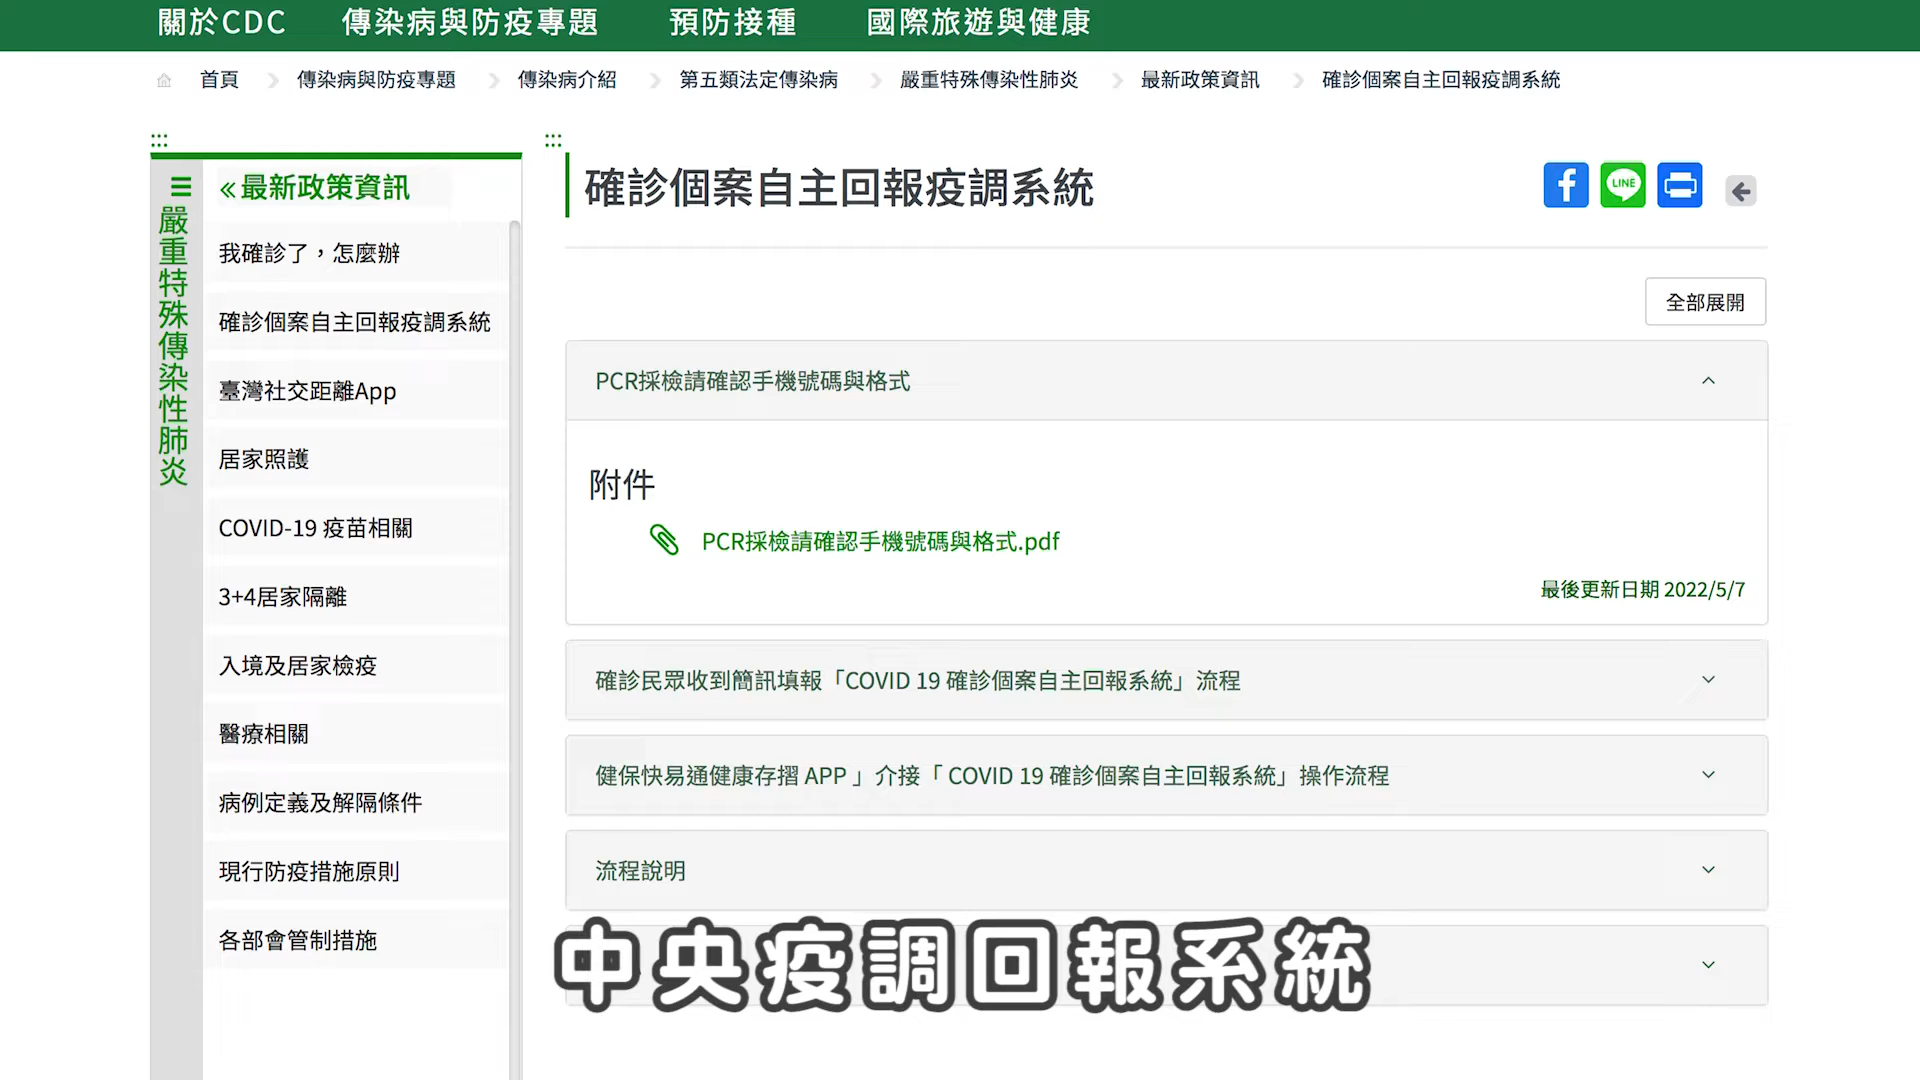 關於CDC 傳染病與防疫專題 預防接種 國際旅遊與健康
首頁 傳染病與防疫專題 傳染病介紹 第五類法定傳染病 嚴重特殊傳染性肺炎 最新政策資訊 確診個案自主回報疫調系統
嚴重特殊傳染性肺炎
«最新政策資訊
我確診了,怎麼辦
確診個案自主回報疫調系統
臺灣社交距離App
居家照護
COVID-19 疫苗相關
3+4居家隔離
入境及居家檢疫
醫療相關
病例定義及解隔條件
現行防疫措施原則
各部會管制措施
確診個案自主回報疫調系統
LINE
全部展開
PCR採檢請確認手機號碼與格式
附件
PCR採檢請確認手機號碼與格式.pdf
最後更新日期 2022/5/7
確診民眾收到簡訊填報「COVID 19 確診個案自主回報系統」流程
健保快易通健康存摺 APP 」介接「 COVID 19 確診個案自主回報系統」操作流程
流程說明
中央疫調回報系統